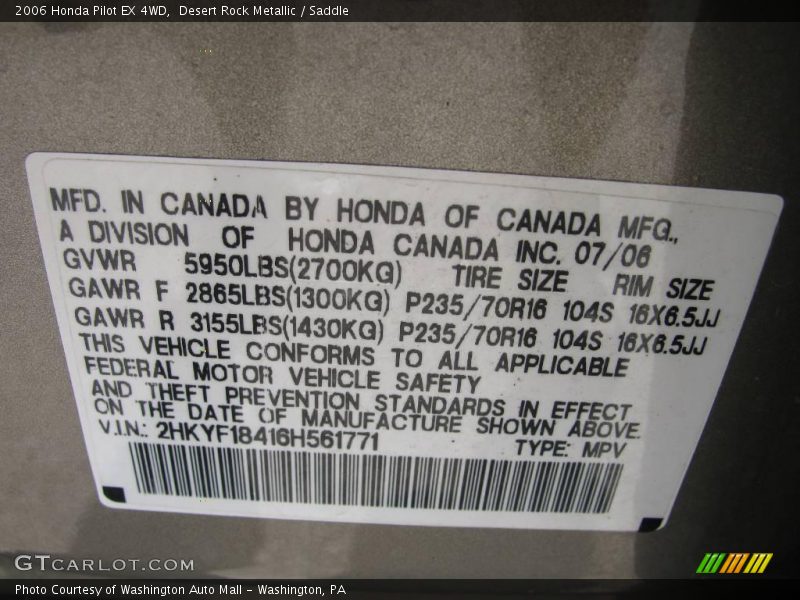 2006 Honda Pilot EX 4WD,  Desert Rock Metallic / Saddle
MFD. IN CANADA BY HONDA OF CANADA MFG.,
A DIVISION OF HONDA CANADA INC. 07/06
GVWR 5950LBS(2700KG) TIRE SIZE RIM SIZE
GAWR F 2865LBS(1300KG) P235/70R16 104S 16X6.5JJ
GAWR R 3155LBS(1430KG) P235/70R16 104S 16X6.5JJ
THIS VEHICLE CONFORMS TO ALL APPLICABLE
FEDERAL MOTOR VEHICLE SAFETY
AND THEFT PREVENTION STANDARDS IN EFFECT
ON THE DATE OF MANUFACTURE SHOWN ABOVE.
V.I.N.: 2HKYF18416H561771 TYPE: MPV
GTCARLOT.COM
Photo Courtesy of Washington Auto Mall – Washington, PA